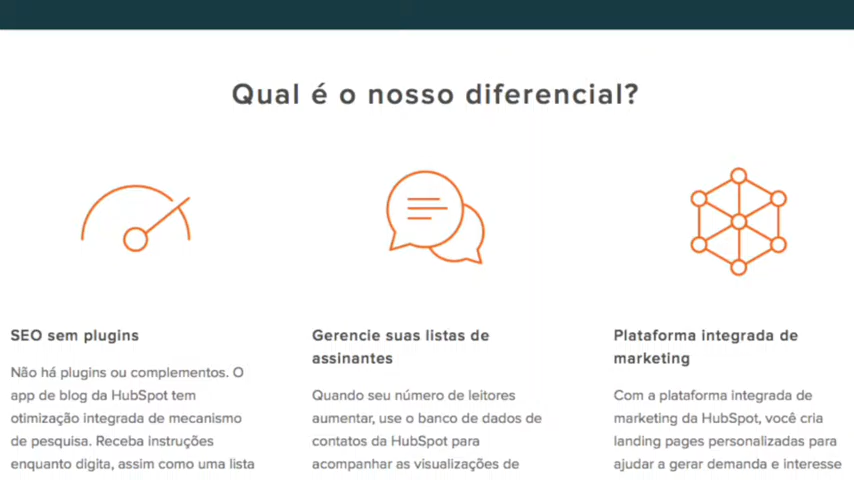 Qual é o nosso diferencial?
SEO sem plugins
Não há plugins ou complementos. O
app de blog da HubSpot tem
otimização integrada de mecanismo
de pesquisa. Receba instruções
enquanto digita, assim como uma lista
Gerencie suas listas de
assinantes
Quando seu número de leitores
aumentar, use o banco de dados de
contatos da HubSpot para
acompanhar as visualizações de
Plataforma integrada de
marketing
Com a plataforma integrada de
marketing da HubSpot, você cria
landing pages personalizadas para
ajudar a gerar demanda e interesse